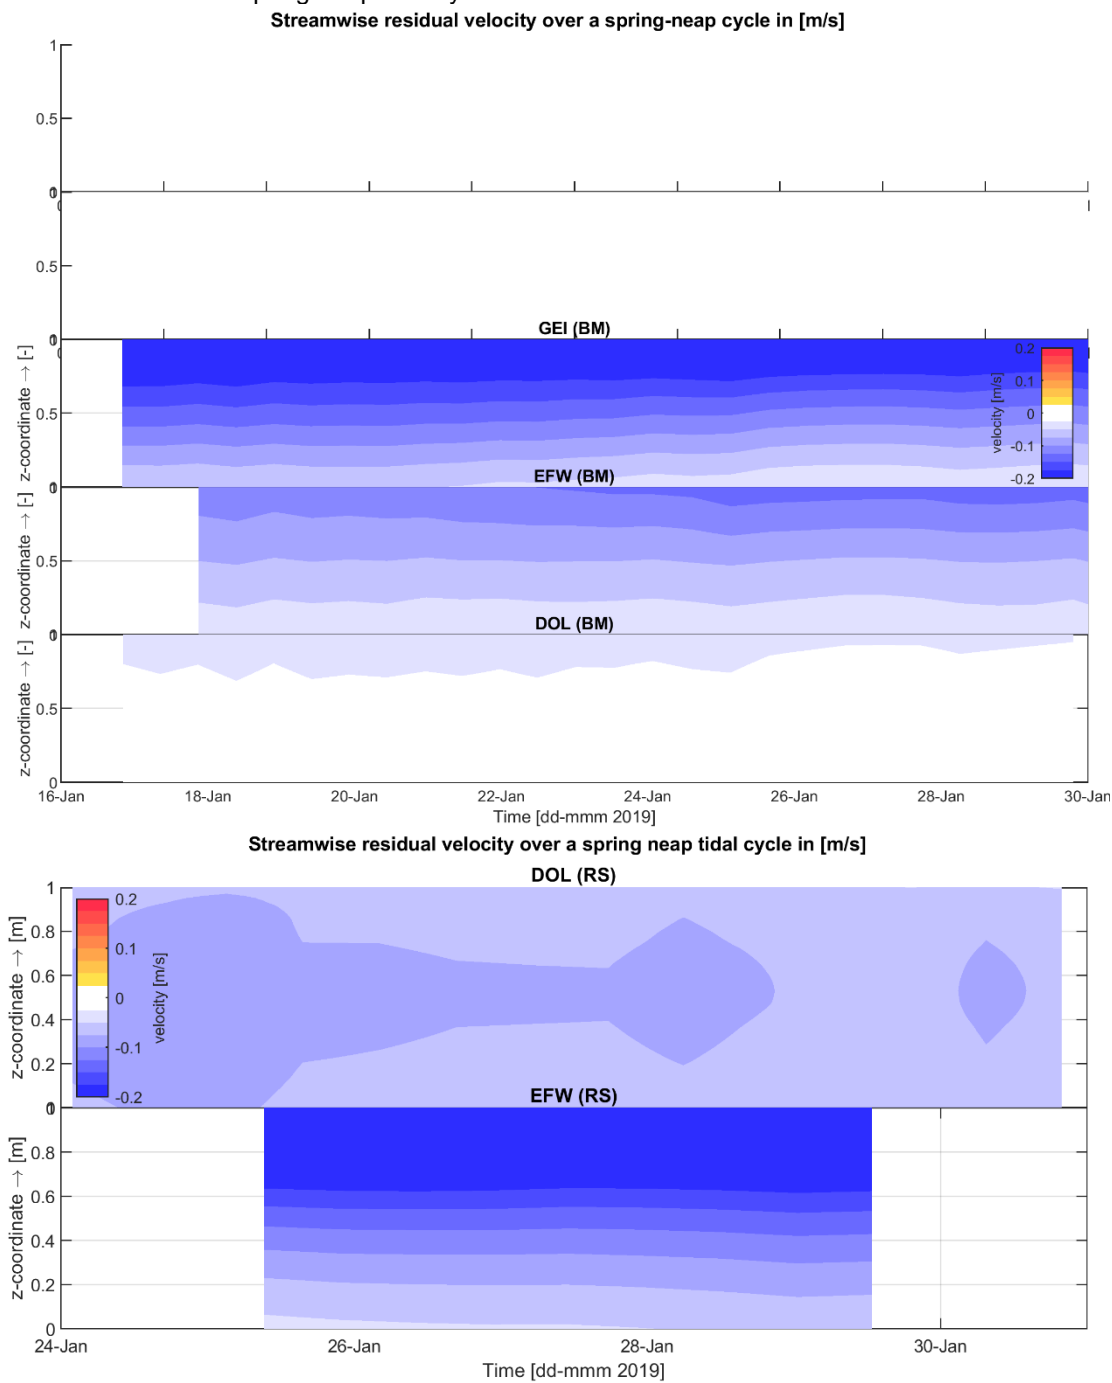 Streamwise residual velocity over a spring-neap cycle in [m/s]
1
0.5
0
1
0.5
0
GEI (BM)
1
z-coordinate → [-]
0.5
0.2
0.1
0
-0.1
-0.2
velocity [m/s]
EFW (BM)
1
z-coordinate → [-]
0.5
DOL (BM)
1
z-coordinate → [-]
0.5
0
16-Jan 18-Jan 20-Jan 22-Jan 24-Jan 26-Jan 28-Jan 30-Jan
Time [dd-mmm 2019]
Streamwise residual velocity over a spring neap tidal cycle in [m/s]
DOL (RS)
1
0.8
0.6
0.4
0.2
0
z-coordinate → [m]
0.2
0.1
0
-0.1
-0.2
velocity [m/s]
EFW (RS)
1
0.8
0.6
0.4
0.2
0
z-coordinate → [m]
24-Jan 26-Jan 28-Jan 30-Jan
Time [dd-mmm 2019]